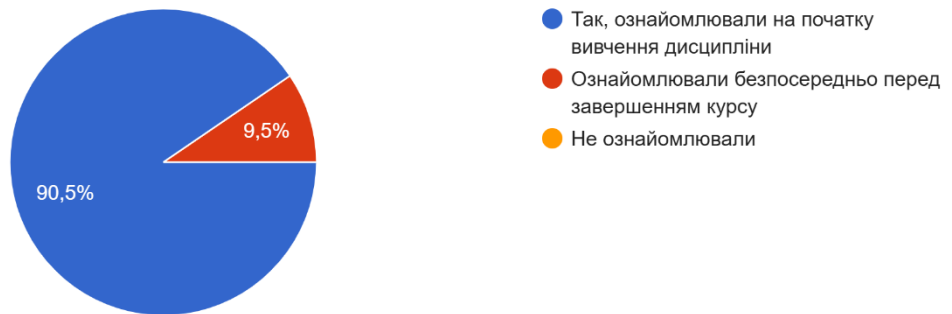 90,5%
9,5%
Так, ознайомлювали на початку
вивчення дисципліни
Ознайомлювали безпосередньо перед
завершенням курсу
Не ознайомлювали